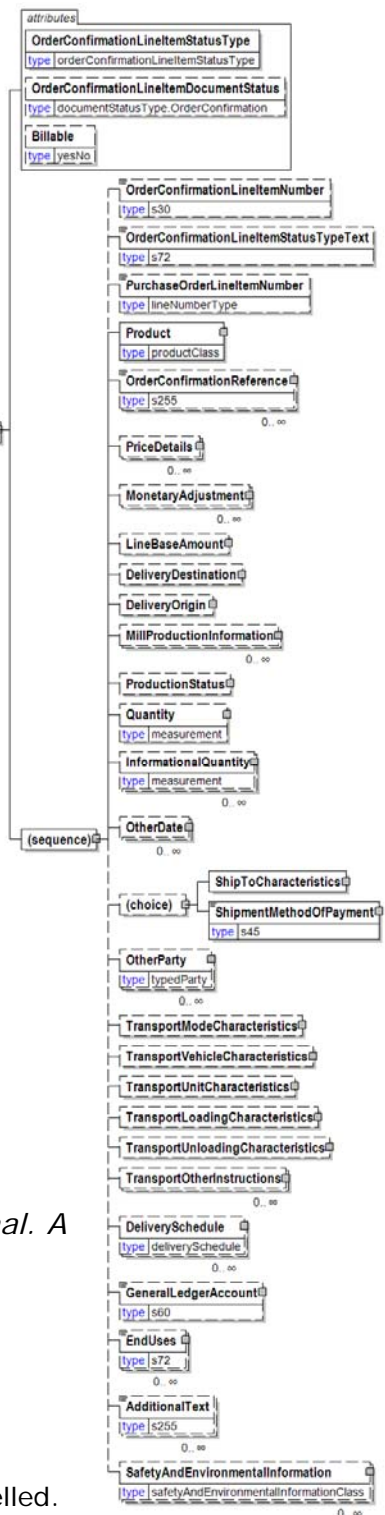 attributes
OrderConfirmationLineItemStatusType
type orderConfirmationLineItemStatusType
OrderConfirmationLineItemDocumentStatus
type documentStatusType.OrderConfirmation
Billable
type yesNo
OrderConfirmationLineItemNumber
type s30
OrderConfirmationLineItemStatusTypeText
type s72
PurchaseOrderLineItemNumber
type lineNumberType
Product
type productClass
OrderConfirmationReference
type s255
0.. ∞
PriceDetails
0.. ∞
MonetaryAdjustment
0.. ∞
LineBaseAmount
DeliveryDestination
DeliveryOrigin
MillProductionInformation
0.. ∞
ProductionStatus
Quantity
type measurement
InformationalQuantity
type measurement
0.. ∞
OtherDate
0.. ∞
(sequence)
(choice)
ShipToCharacteristics
ShipmentMethodOfPayment
type s45
OtherParty
type typedParty
0.. ∞
TransportModeCharacteristics
TransportVehicleCharacteristics
TransportUnitCharacteristics
TransportLoadingCharacteristics
TransportUnloadingCharacteristics
TransportOtherInstructions
0.. ∞
al. A
DeliverySchedule
type deliverySchedule
0.. ∞
GeneralLedgerAccount
type s60
EndUses
type s72
0.. ∞
AdditionalText
type s255
0.. ∞
SafetyAndEnvironmentalInformation
type safetyAndEnvironmentalInformationClass
0.. ∞
elled.